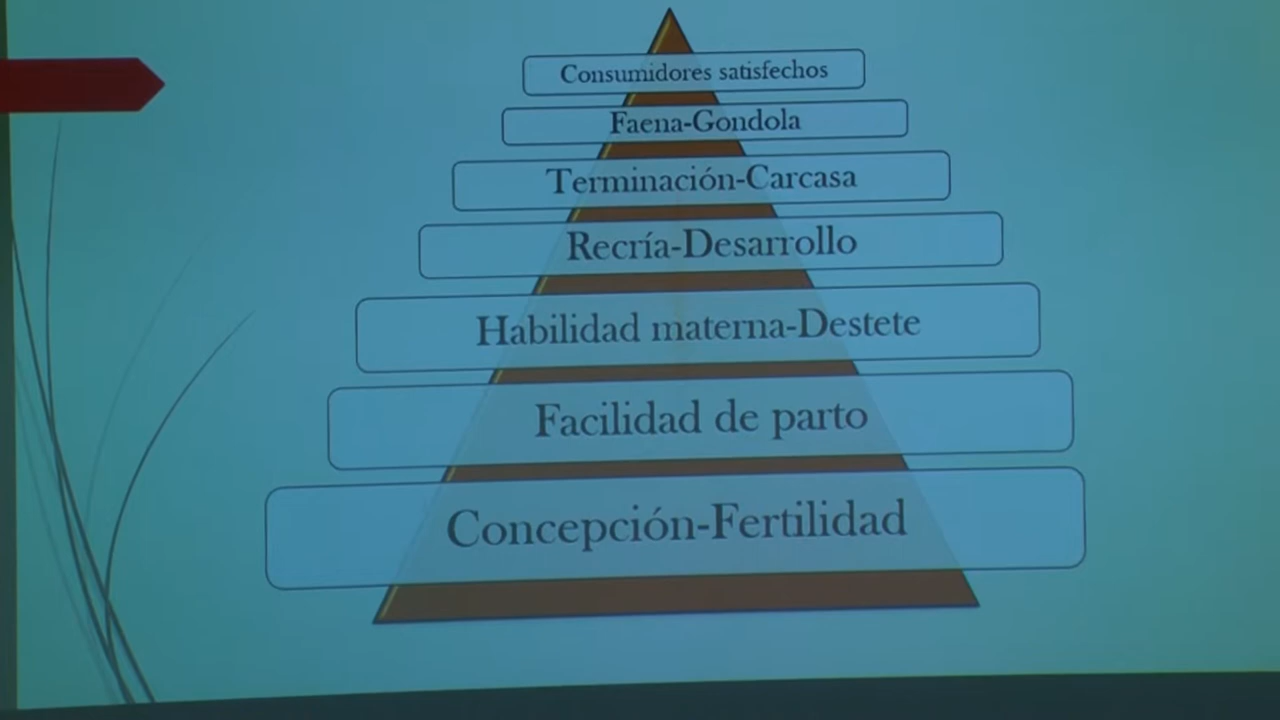 Consumidores satisfechos
Faena-Gondola
Terminación-Carcasa
Recría-Desarrollo
Habilidad materna-Destete
Facilidad de parto
Concepción-Fertilidad